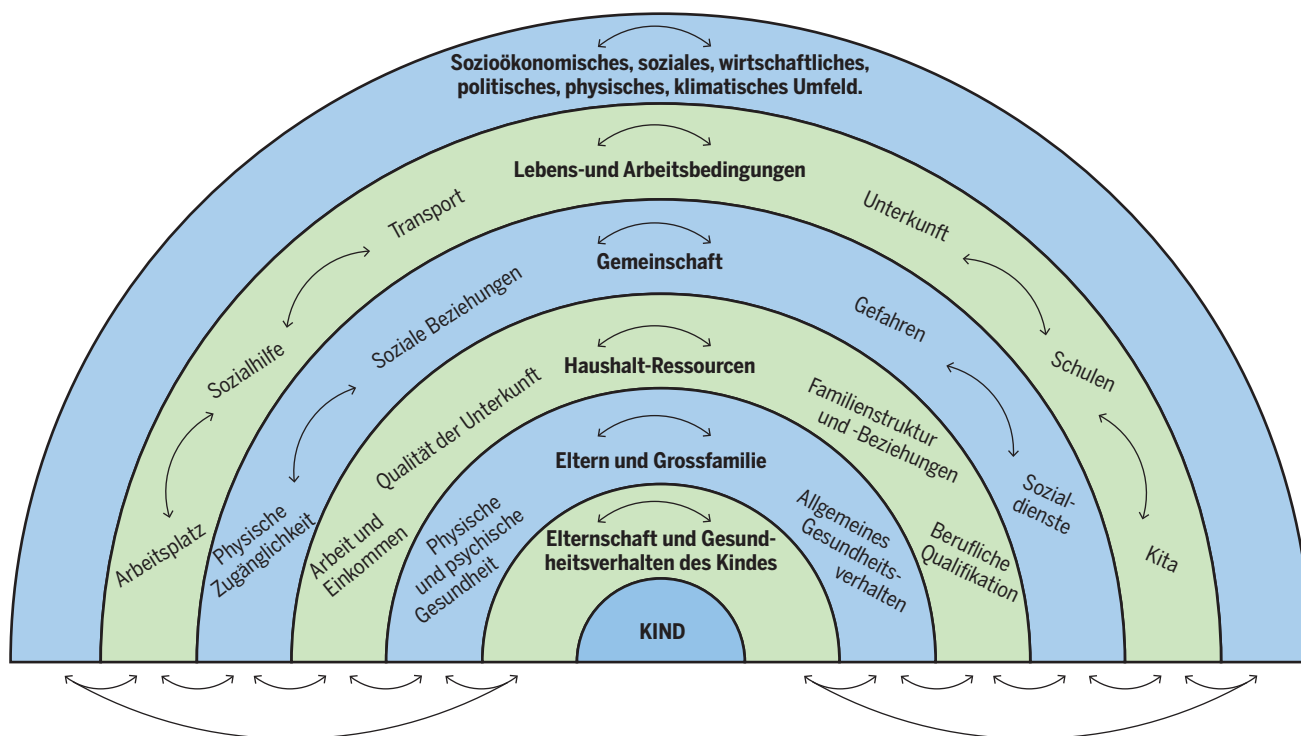 Sozioökonomisches, soziales, wirtschaftliches,
politisches, physisches, klimatisches Umfeld.
Lebens-und Arbeitsbedingungen
Transport
Unterkunft
Sozialhilfe
Schulen
Arbeitsplatz
Kita
Gemeinschaft
Soziale Beziehungen
Gefahren
Physische
Zugänglichkeit
Sozial-
dienste
Haushalt-Ressourcen
Qualität der Unterkunft
Familienstruktur
und -Beziehungen
Arbeit und
Einkommen
Berufliche
Qualifikation
Eltern und Grossfamilie
Physische
und psychische
Gesundheit
Allgemeines
Gesundheits-
verhalten
Elternschaft und Gesund-
heitsverhalten des Kindes
KIND